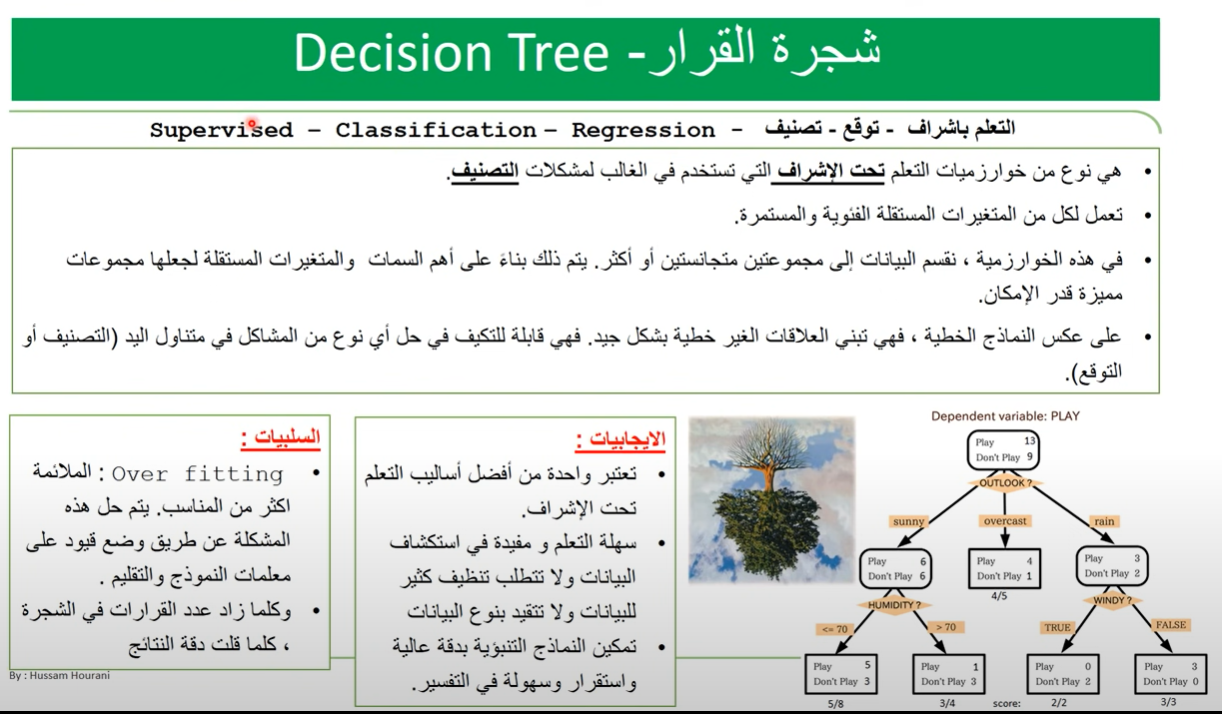 شجرة القرار - Decision Tree
Supervised – Classification – Regression - التعلم باشراف - توقع - تصنيف
• هي نوع من خوارزميات التعلم تحت الإشراف التي تستخدم في الغالب لمشكلات التصنيف.
• تعمل لكل من المتغيرات المستقلة الفئوية والمستمرة.
• في هذه الخوارزمية ، نقسم البيانات إلى مجموعتين متجانستين أو أكثر. يتم ذلك بناءً على أهم السمات والمتغيرات المستقلة لجعلها مجموعات
مميزة قدر الإمكان.
• على عكس النماذج الخطية ، فهي تبني العلاقات الغير خطية بشكل جيد. فهي قابلة للتكيف في حل أي نوع من المشاكل في متناول اليد (التصنيف أو
التوقع).
الايجابيات :
• تعتبر واحدة من أفضل أساليب التعلم
تحت الإشراف.
• سهلة التعلم و مفيدة في استكشاف
البيانات ولا تتطلب تنظيف كثير
للبيانات ولا تتقيد بنوع البيانات
• تمكين النماذج التنبؤية بدقة عالية
واستقرار وسهولة في التفسير.
السلبيات :
• Over fitting : الملائمة
اكثر من المناسب. يتم حل هذه
المشكلة عن طريق وضع قيود على
معلمات النموذج والتقليم .
• وكلما زاد عدد القرارات في الشجرة
، كلما قلت دقة النتائج
By : Hussam Hourani
Dependent variable: PLAY
Play 13
Don't Play 9
OUTLOOK ?
sunny overcast rain
Play 6
Don't Play 6
Play 4
Don't Play 1
4/5
Play 3
Don't Play 2
HUMIDITY ?
WINDY ?
<= 70 > 70 TRUE FALSE
Play 5
Don't Play 3
5/8
Play 1
Don't Play 3
3/4
score:
Play 0
Don't Play 2
2/2
Play 3
Don't Play 0
3/3